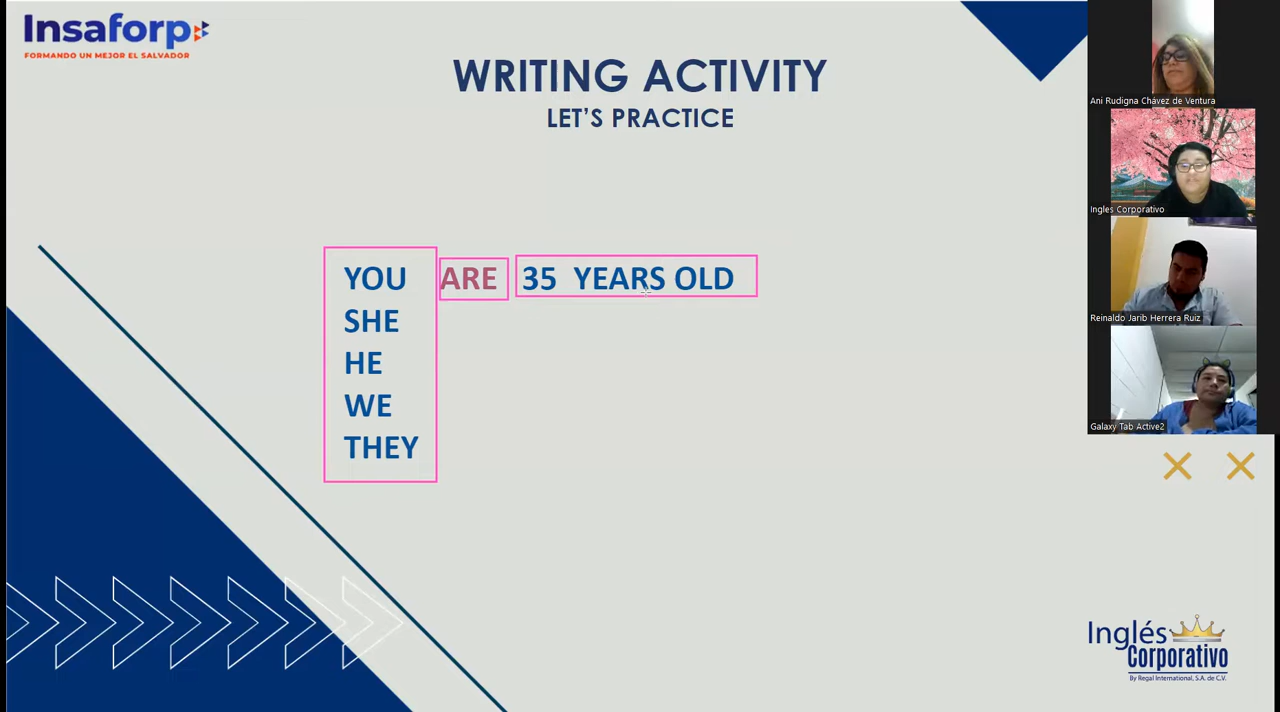 Insaforp
FORMANDO UN MEJOR EL SALVADOR
WRITING ACTIVITY
LET'S PRACTICE
YOU ARE 35 YEARS OLD
SHE
HE
WE
THEY
Ani Rudigna Chávez de Ventura
Ingles Corporativo
Reinaldo Jarib Herrera Ruiz
Galaxy Tab Active2
Inglés
Corporativo
By Regal International, S.A. de C.V.